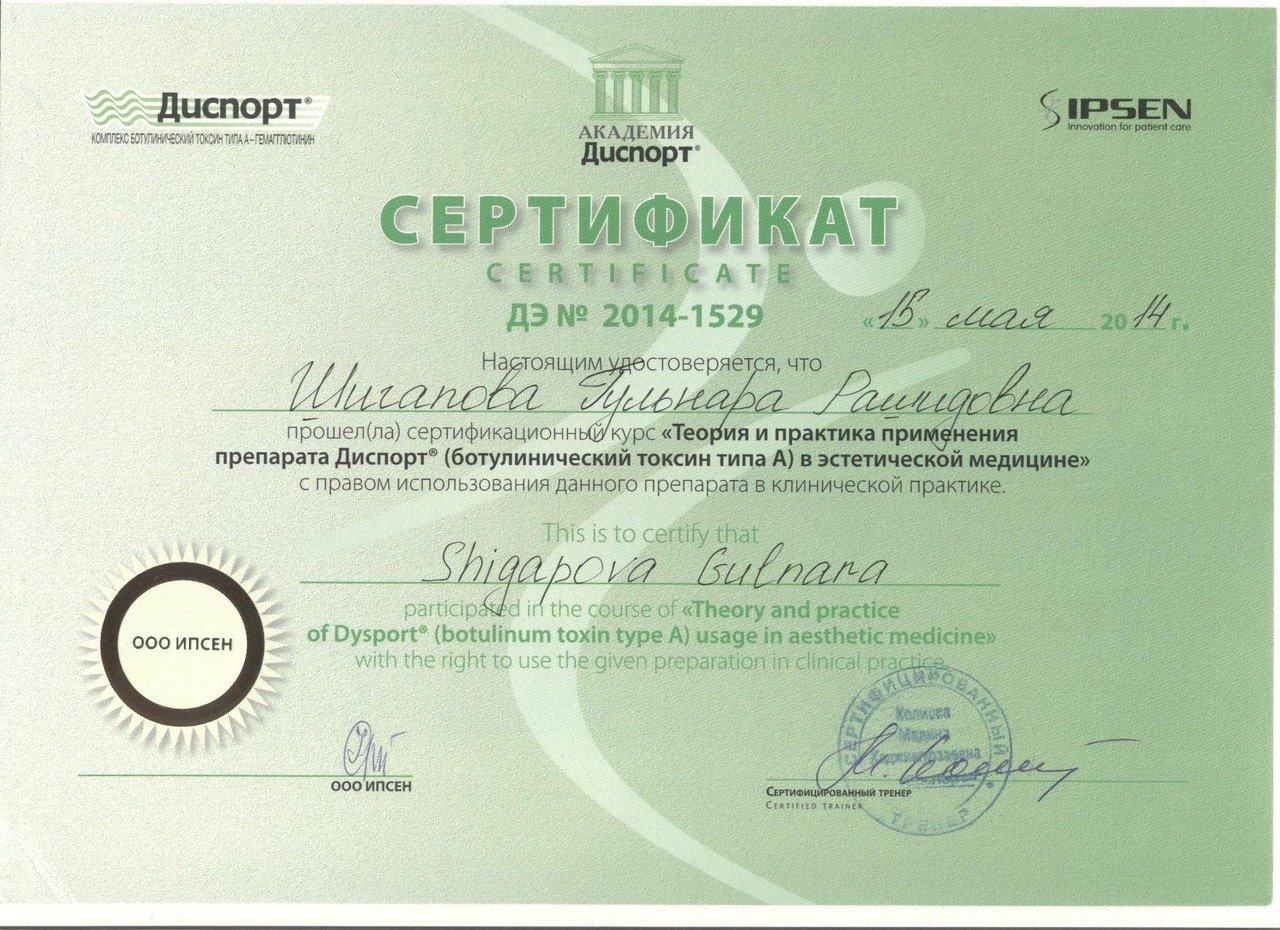 Диспорт®
КОМПЛЕКС БОТУЛИНИЧЕСКИЙ ТОКСИН ТИПА А – ГЕМАГГЛЮТИНИН
АКАДЕМИЯ
Диспорт®
IPSEN
Innovation for patient care
СЕРТИФИКАТ
CERTIFICATE
ДЭ № 2014-1529
«15» мая 2014 г.
Настоящим удостоверяется, что
Шигапова Гульнара Рашидовна
прошел(ла) сертификационный курс «Теория и практика применения
препарата Диспорт® (ботулинический токсин типа А) в эстетической медицине»
с правом использования данного препарата в клинической практике.
This is to certify that
Shigapova Gulnara
participated in the course of «Theory and practice
of Dysport® (botulinum toxin type A) usage in aesthetic medicine»
with the right to use the given preparation in clinical practice.
ООО ИПСЕН
ООО ИПСЕН
СЕРТИФИЦИРОВАННЫЙ
ТРЕНЕР
Сертифицированный тренер
Certified trainer